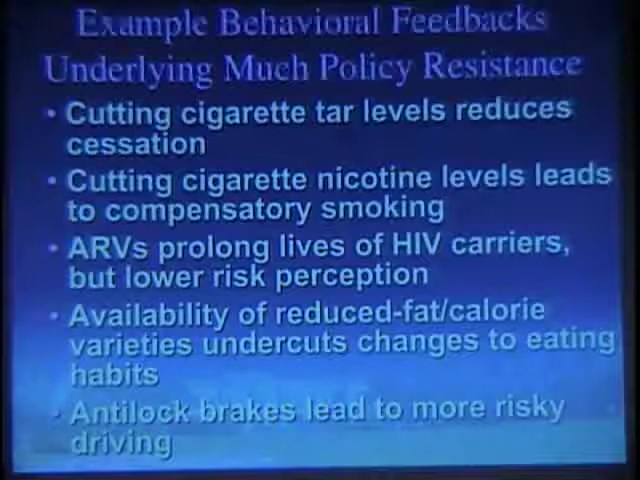 Example Behavioral Feedbacks
Underlying Much Policy Resistance
• Cutting cigarette tar levels reduces
cessation
• Cutting cigarette nicotine levels leads
to compensatory smoking
• ARVs prolong lives of HIV carriers,
but lower risk perception
• Availability of reduced-fat/calorie
varieties undercuts changes to eating
habits
• Antilock brakes lead to more risky
driving